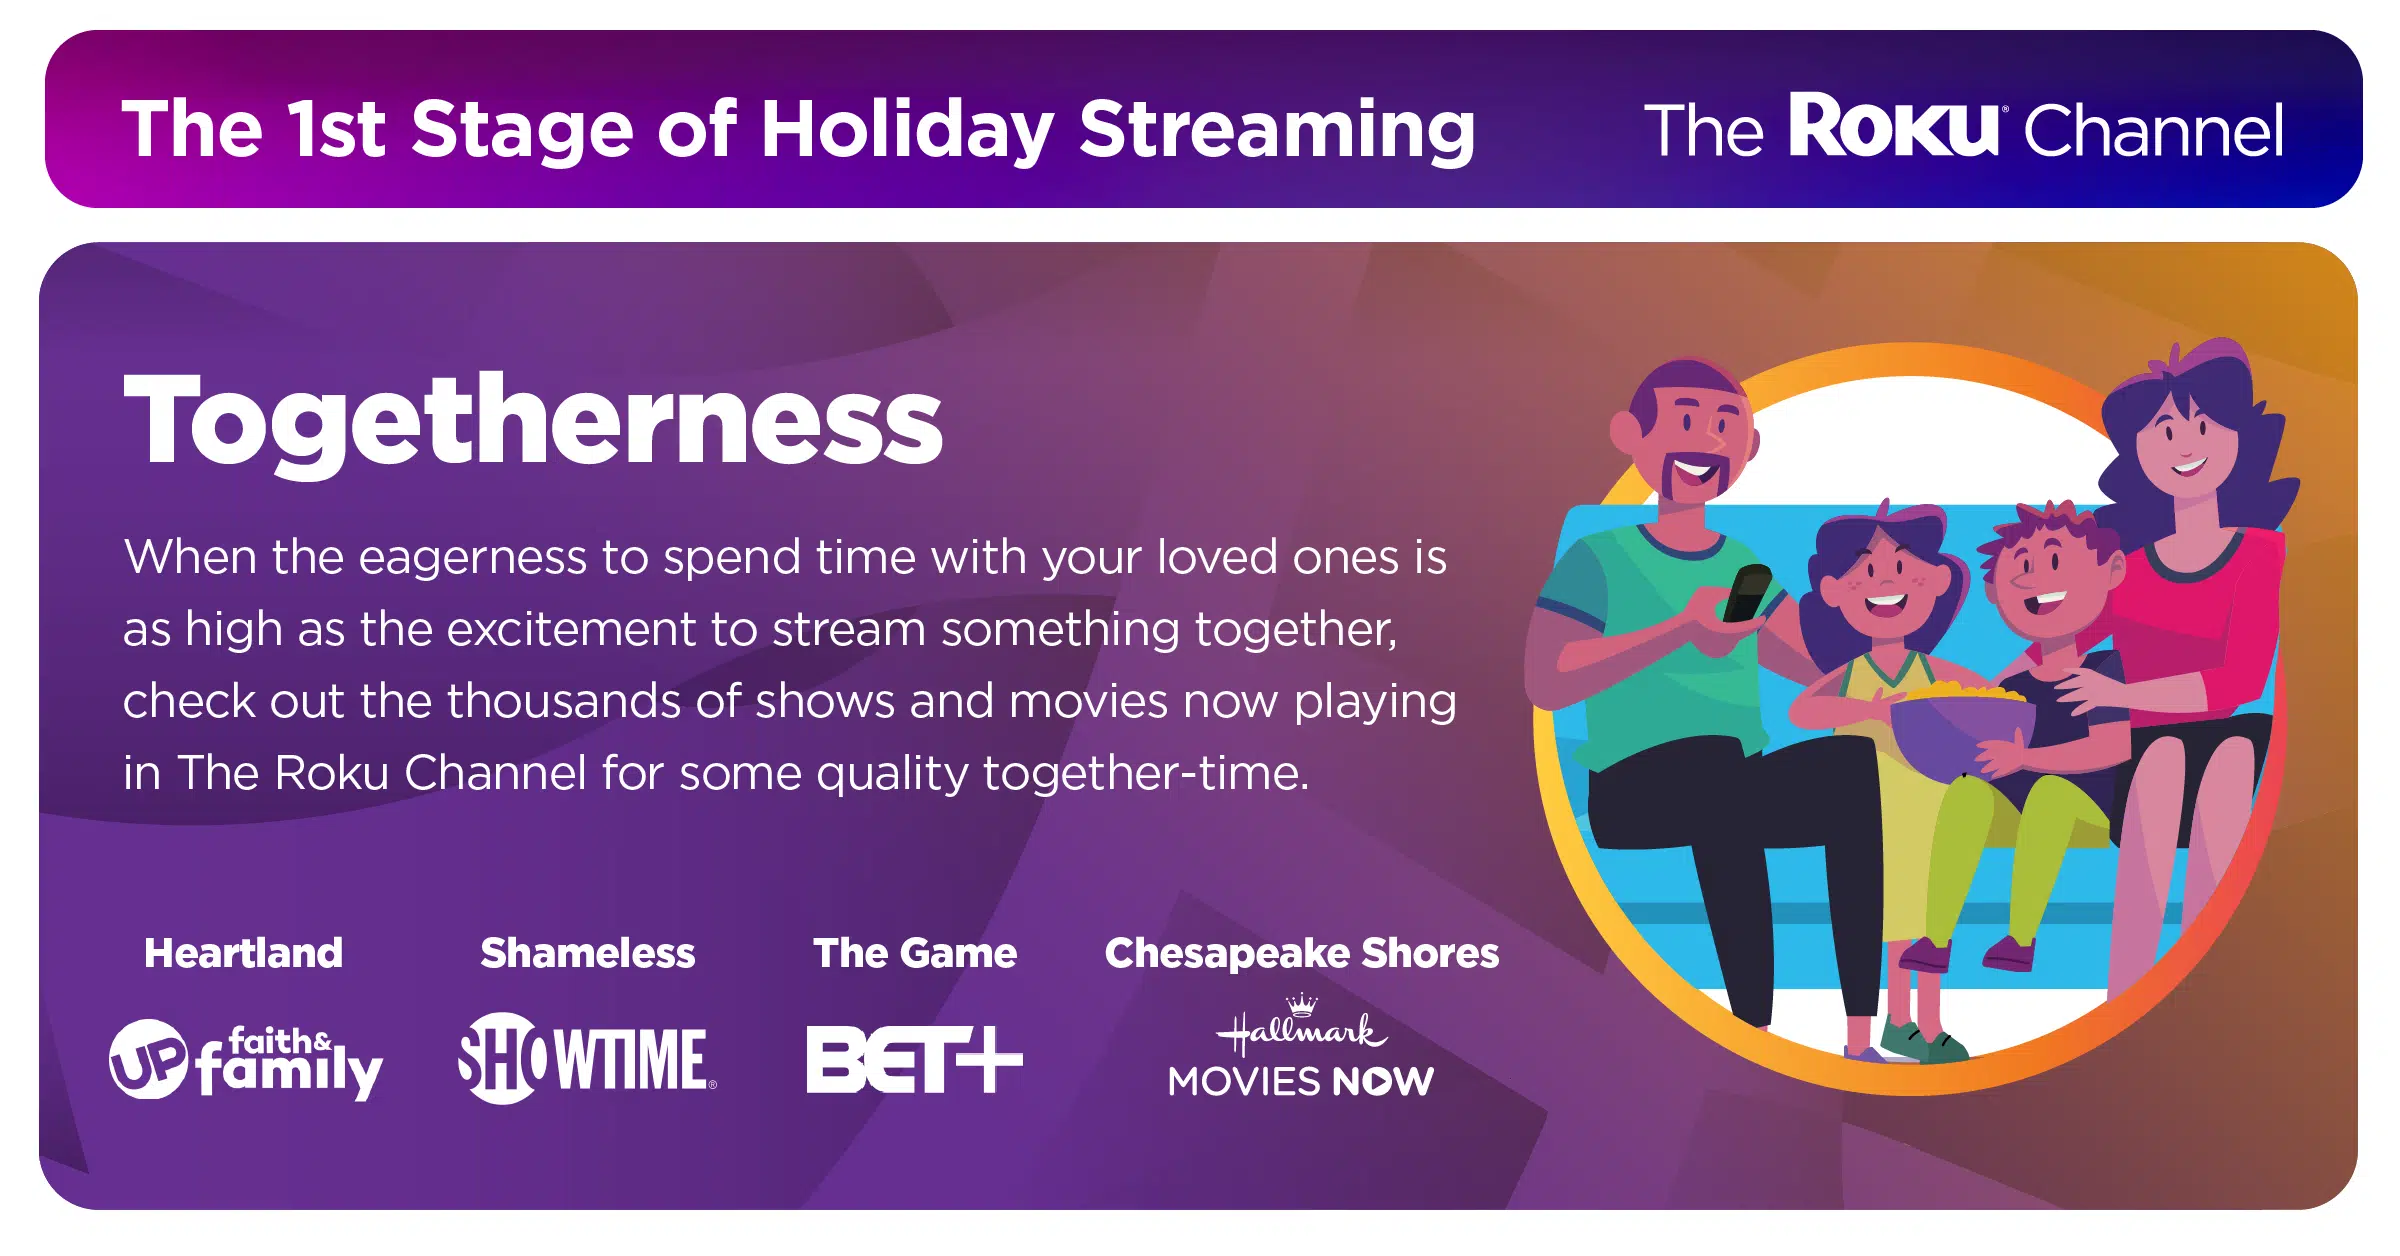 The 1st Stage of Holiday Streaming
The ROKU® Channel
Togetherness
When the eagerness to spend time with your loved ones is
as high as the excitement to stream something together,
check out the thousands of shows and movies now playing
in The Roku Channel for some quality together-time.
Heartland
UP faith & family
Shameless
SHOWTIME®
The Game
BET+
Chesapeake Shores
Hallmark
MOVIES NOW